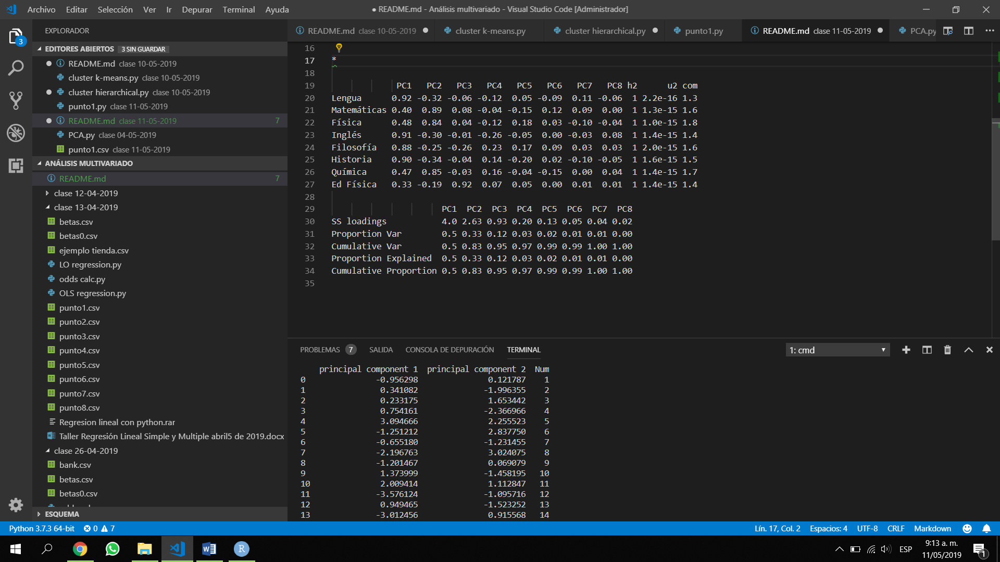 Archivo Editar Selección Ver Ir Depurar Terminal Ayuda
● README.md - Análisis multivariado - Visual Studio Code [Administrador]
3
EXPLORADOR
EDITORES ABIERTOS 3 SIN GUARDAR
README.md clase 10-05-2019
cluster k-means.py clase 10-05-2019
cluster hierarchical.py clase 10-05-2019
punto1.py clase 11-05-2019
README.md clase 11-05-2019 7
PCA.py clase 04-05-2019
punto1.csv clase 11-05-2019
ANÁLISIS MULTIVARIADO
README.md 7
clase 12-04-2019
clase 13-04-2019
betas.csv
betas0.csv
ejemplo tienda.csv
LO regression.py
odds calc.py
OLS regression.py
punto1.csv
punto2.csv
punto3.csv
punto4.csv
punto5.csv
punto6.csv
punto7.csv
punto8.csv
Regresion lineal con python.rar
Taller Regresión Lineal Simple y Multiple abril5 de 2019.docx
clase 26-04-2019
bank.csv
betas.csv
betas0.csv
ESQUEMA
README.md clase 10-05-2019 cluster k-means.py cluster hierarchical.py punto1.py README.md clase 11-05-2019 PCA.py
16
17 *
18
19 PC1 PC2 PC3 PC4 PC5 PC6 PC7 PC8 h2 u2 com
20 Lengua 0.92 -0.32 -0.06 -0.12 0.05 -0.09 0.11 -0.06 1 2.2e-16 1.3
21 Matemáticas 0.40 0.89 0.08 -0.04 -0.15 0.12 0.09 0.00 1 1.3e-15 1.6
22 Física 0.48 0.84 0.04 -0.12 0.18 0.03 -0.10 -0.04 1 1.0e-15 1.8
23 Inglés 0.91 -0.30 -0.01 -0.26 -0.05 0.00 -0.03 0.08 1 1.4e-15 1.4
24 Filosofía 0.88 -0.25 -0.26 0.23 0.17 0.09 0.03 0.03 1 2.0e-15 1.6
25 Historia 0.90 -0.34 -0.04 0.14 -0.20 0.02 -0.10 -0.05 1 1.6e-15 1.5
26 Química 0.47 0.85 -0.03 0.16 -0.04 -0.15 0.00 0.04 1 1.4e-15 1.7
27 Ed Física 0.33 -0.19 0.92 0.07 0.05 0.00 0.01 0.01 1 1.4e-15 1.4
28
29 PC1 PC2 PC3 PC4 PC5 PC6 PC7 PC8
30 SS loadings 4.0 2.63 0.93 0.20 0.13 0.05 0.04 0.02
31 Proportion Var 0.5 0.33 0.12 0.03 0.02 0.01 0.01 0.00
32 Cumulative Var 0.5 0.83 0.95 0.97 0.99 0.99 1.00 1.00
33 Proportion Explained 0.5 0.33 0.12 0.03 0.02 0.01 0.01 0.00
34 Cumulative Proportion 0.5 0.83 0.95 0.97 0.99 0.99 1.00 1.00
35
PROBLEMAS 7 SALIDA CONSOLA DE DEPURACIÓN TERMINAL 1: cmd
principal component 1 principal component 2 Num
0 -0.956298 0.121787 1
1 0.341082 -1.996355 2
2 0.233175 1.653442 3
3 0.754161 -2.366966 4
4 3.094666 2.255523 5
5 -1.251212 2.837750 6
6 -0.655180 -1.231455 7
7 -2.196763 3.024075 8
8 -1.201467 0.069079 9
9 1.373999 -1.458195 10
10 2.009414 1.112847 11
11 -3.576124 -1.095716 12
12 0.949465 -1.523252 13
13 -3.012456 0.915568 14
Python 3.7.3 64-bit 0 7 Lín. 17, Col. 2 Espacios: 4 UTF-8 CRLF Markdown
W R ESP 9:13 a. m.
11/05/2019 1